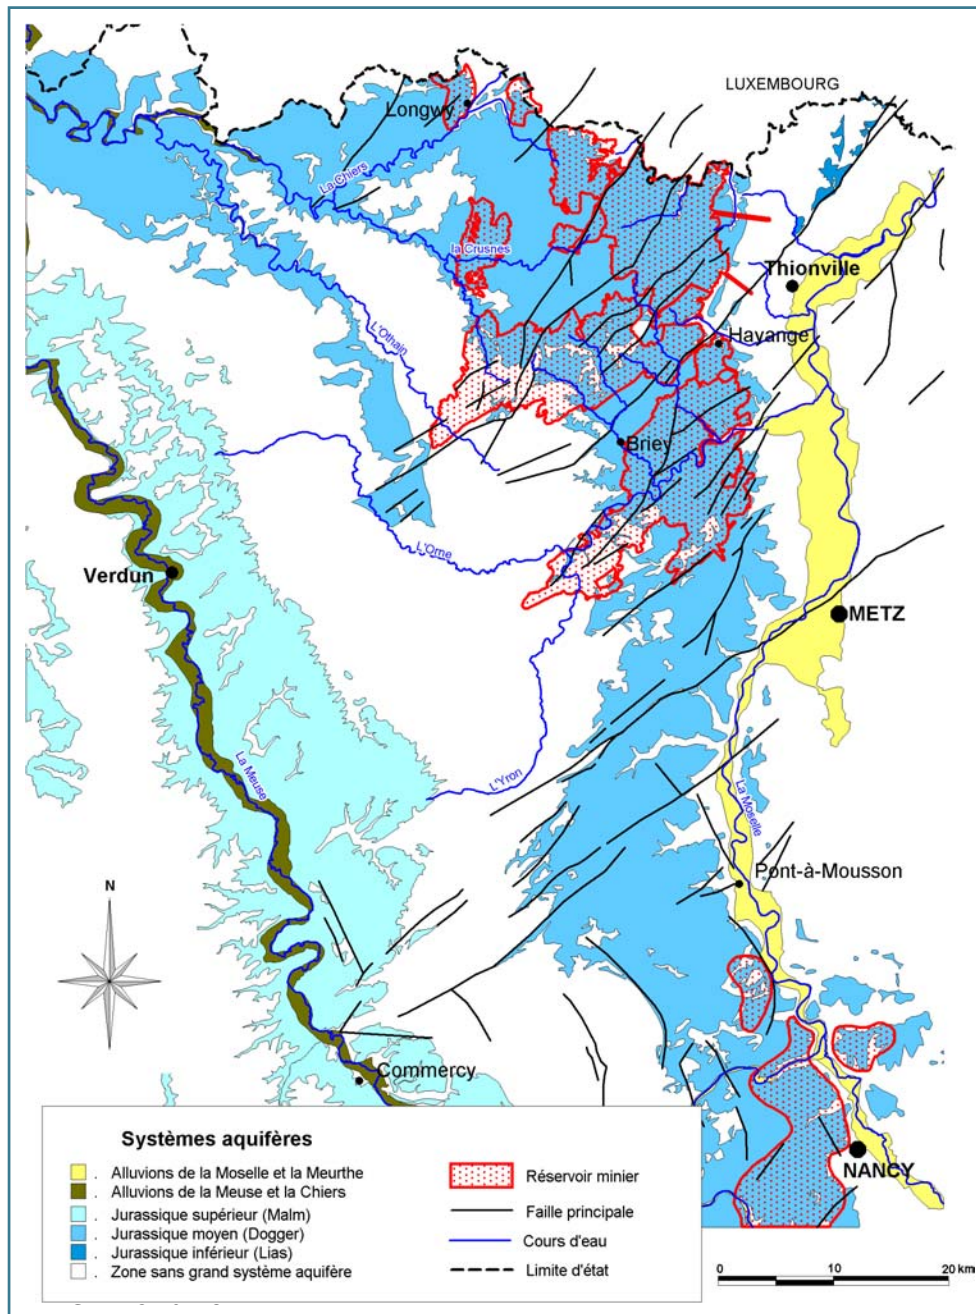 LUXEMBOURG
Longwy
La Chiers
la Crusnes
Thionville
L'Othain
Hayange
Briey
L'Orne
Verdun
METZ
La Meuse
L'Yron
La Moselle
Pont-à-Mousson
N
Commercy
NANCY
Systèmes aquifères
. Alluvions de la Moselle et la Meurthe
. Alluvions de la Meuse et la Chiers
. Jurassique supérieur (Malm)
. Jurassique moyen (Dogger)
. Jurassique inférieur (Lias)
. Zone sans grand système aquifère
Réservoir minier
Faille principale
Cours d'eau
Limite d'état
0 10 20 km